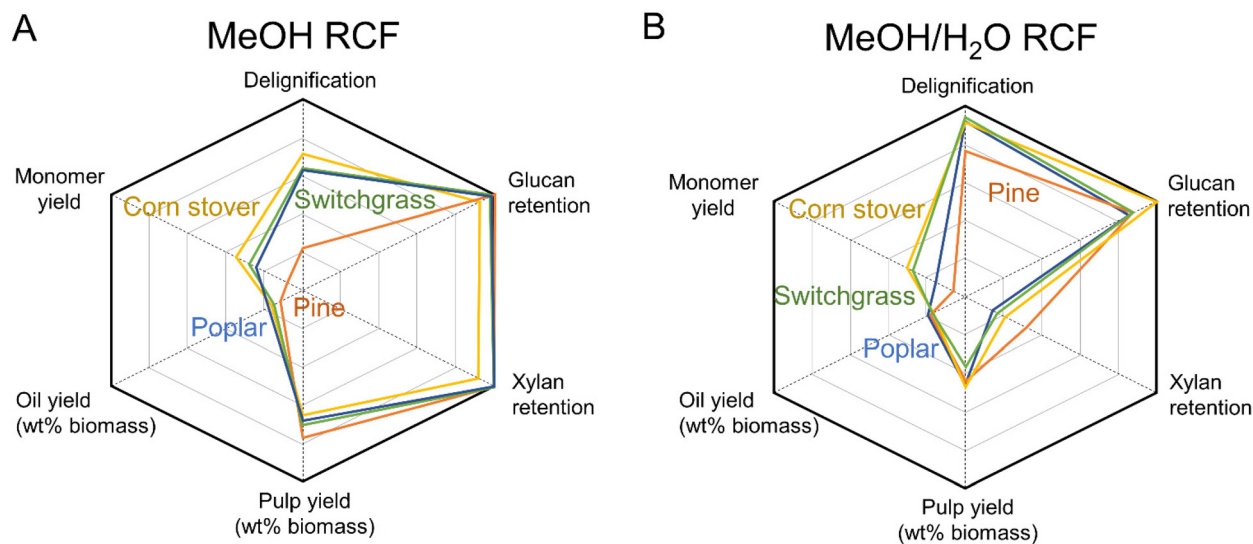 A
MeOH RCF
Delignification
Monomer
yield
Corn stover
Switchgrass
Glucan
retention
Pine
Poplar
Oil yield
(wt% biomass)
Xylan
retention
Pulp yield
(wt% biomass)
B
MeOH/H₂O RCF
Delignification
Monomer
yield
Corn stover
Pine
Glucan
retention
Switchgrass
Poplar
Oil yield
(wt% biomass)
Xylan
retention
Pulp yield
(wt% biomass)